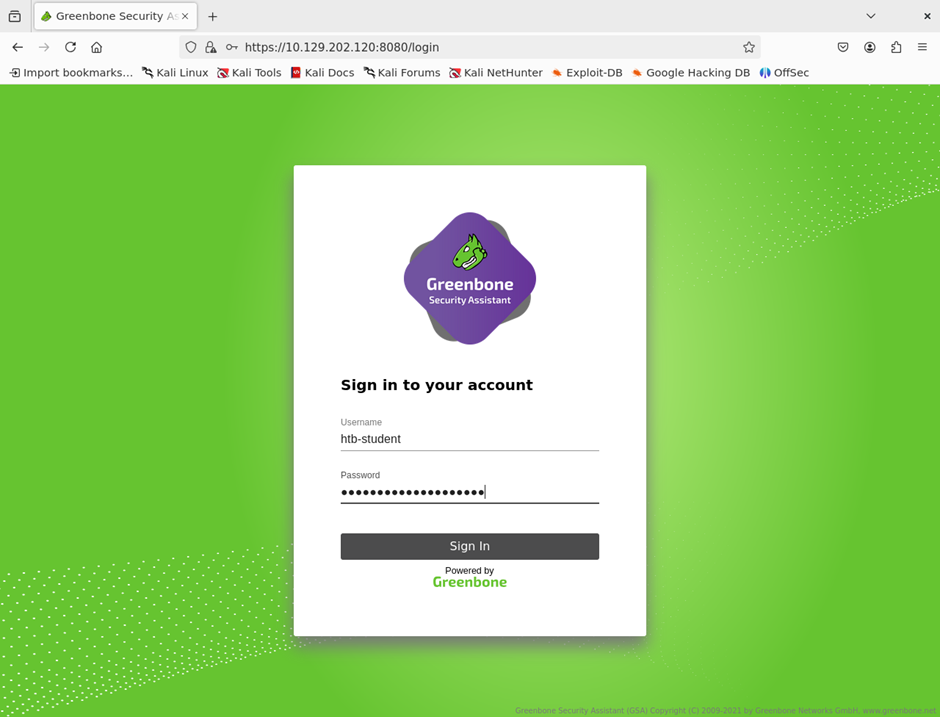 Greenbone Security As
https://10.129.202.120:8080/login
Import bookmarks... Kali Linux Kali Tools Kali Docs Kali Forums Kali NetHunter Exploit-DB Google Hacking DB OffSec
Greenbone
Security Assistant
Sign in to your account
Username
htb-student
Password
••••••••••••••••••••
Sign In
Powered by
Greenbone
Greenbone Security Assistant (GSA) Copyright (C) 2009-2021 by Greenbone Networks GmbH, www.greenbone.net